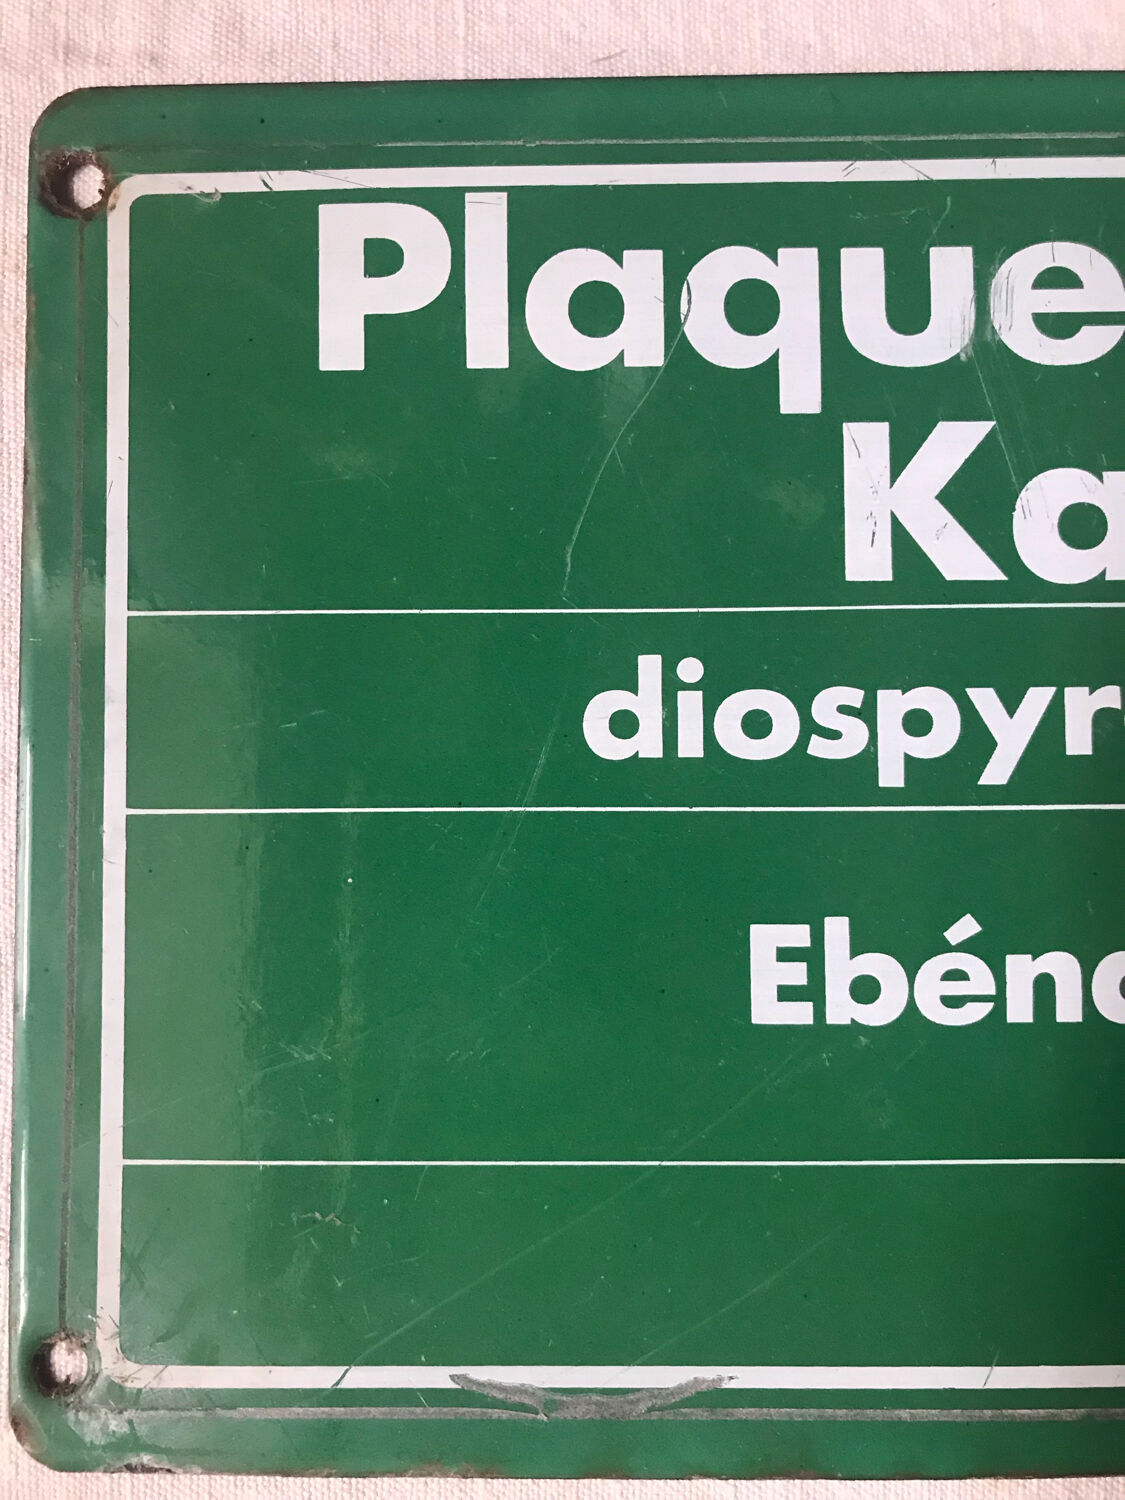 Plaque
Ka
diospyr
Ebén